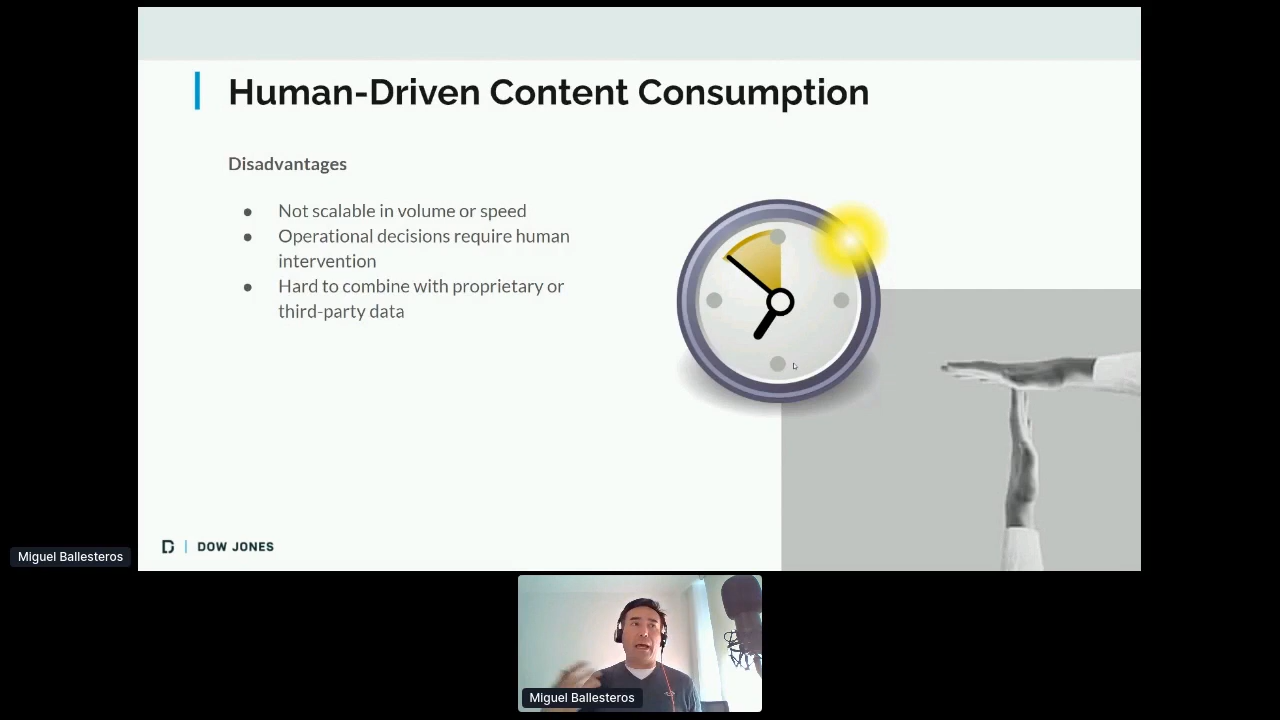 Human-Driven Content Consumption
Disadvantages
● Not scalable in volume or speed
● Operational decisions require human
intervention
● Hard to combine with proprietary or
third-party data
D | DOW JONES
Miguel Ballesteros
Miguel Ballesteros